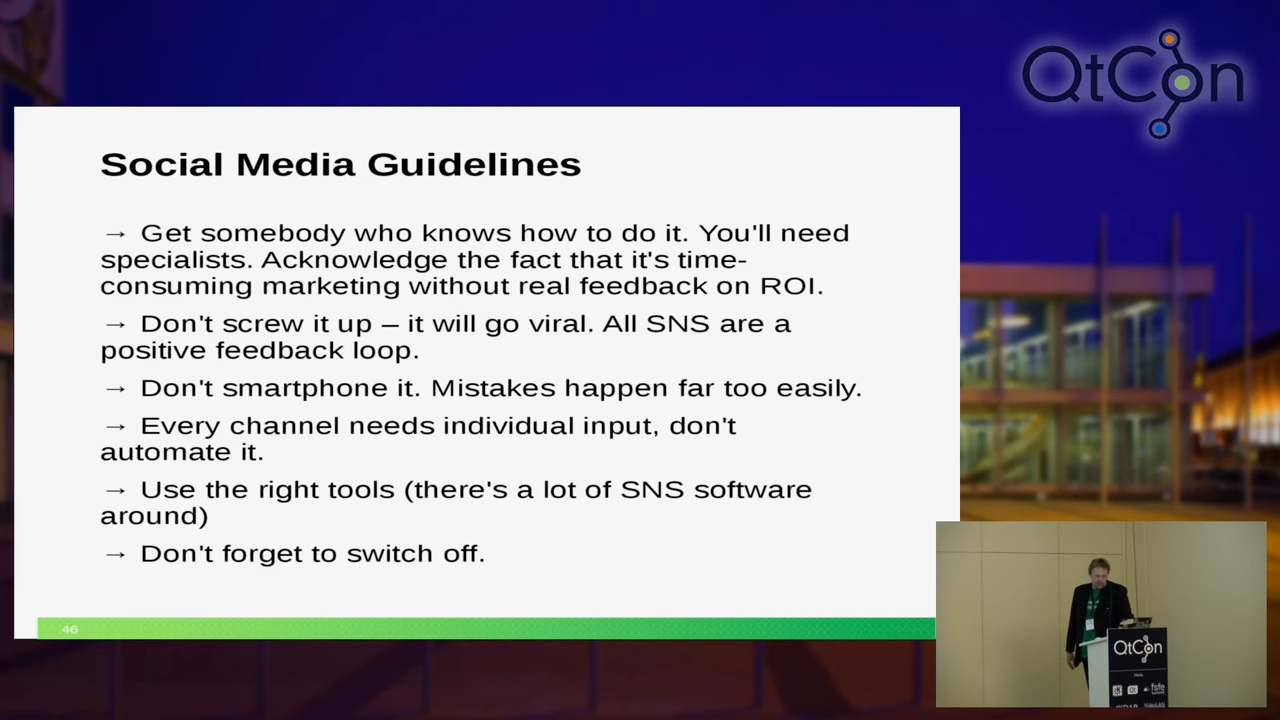 QtCon
Social Media Guidelines
→ Get somebody who knows how to do it. You'll need
specialists. Acknowledge the fact that it's time-
consuming marketing without real feedback on ROI.
→ Don't screw it up – it will go viral. All SNS are a
positive feedback loop.
→ Don't smartphone it. Mistakes happen far too easily.
→ Every channel needs individual input, don't
automate it.
→ Use the right tools (there's a lot of SNS software
around)
→ Don't forget to switch off.
46
QtCon
Qt
fsfe
KDAB VideoLAN